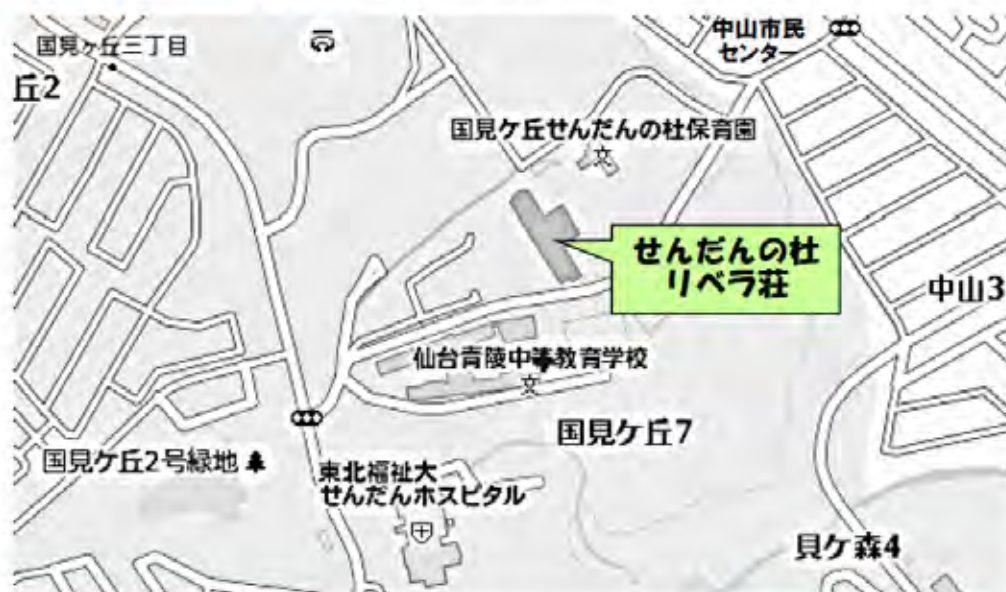 国見ヶ丘三丁目
中山市民
センター
丘2
国見ケ丘せんだんの杜保育園
せんだんの杜
リベラ荘
中山3
仙台青陵中等教育学校
国見ケ丘7
国見ケ丘2号緑地
東北福祉大
せんだんホスピタル
貝ケ森4